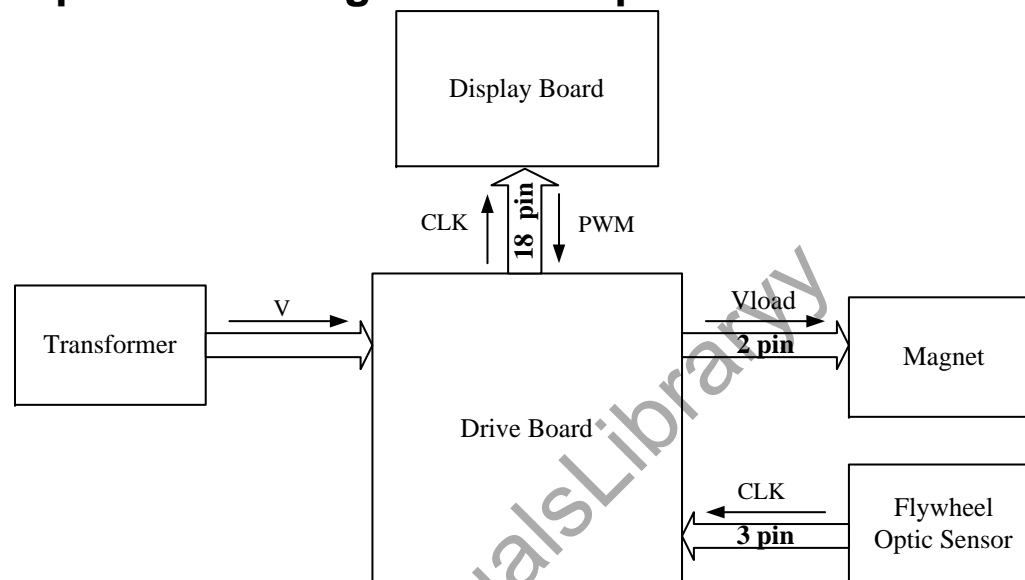 Display Board
CLK
18 pin
PWM
V
Vload
Transformer
2 pin
Magnet
Drive Board
CLK
Flywheel
3 pin
Optic Sensor